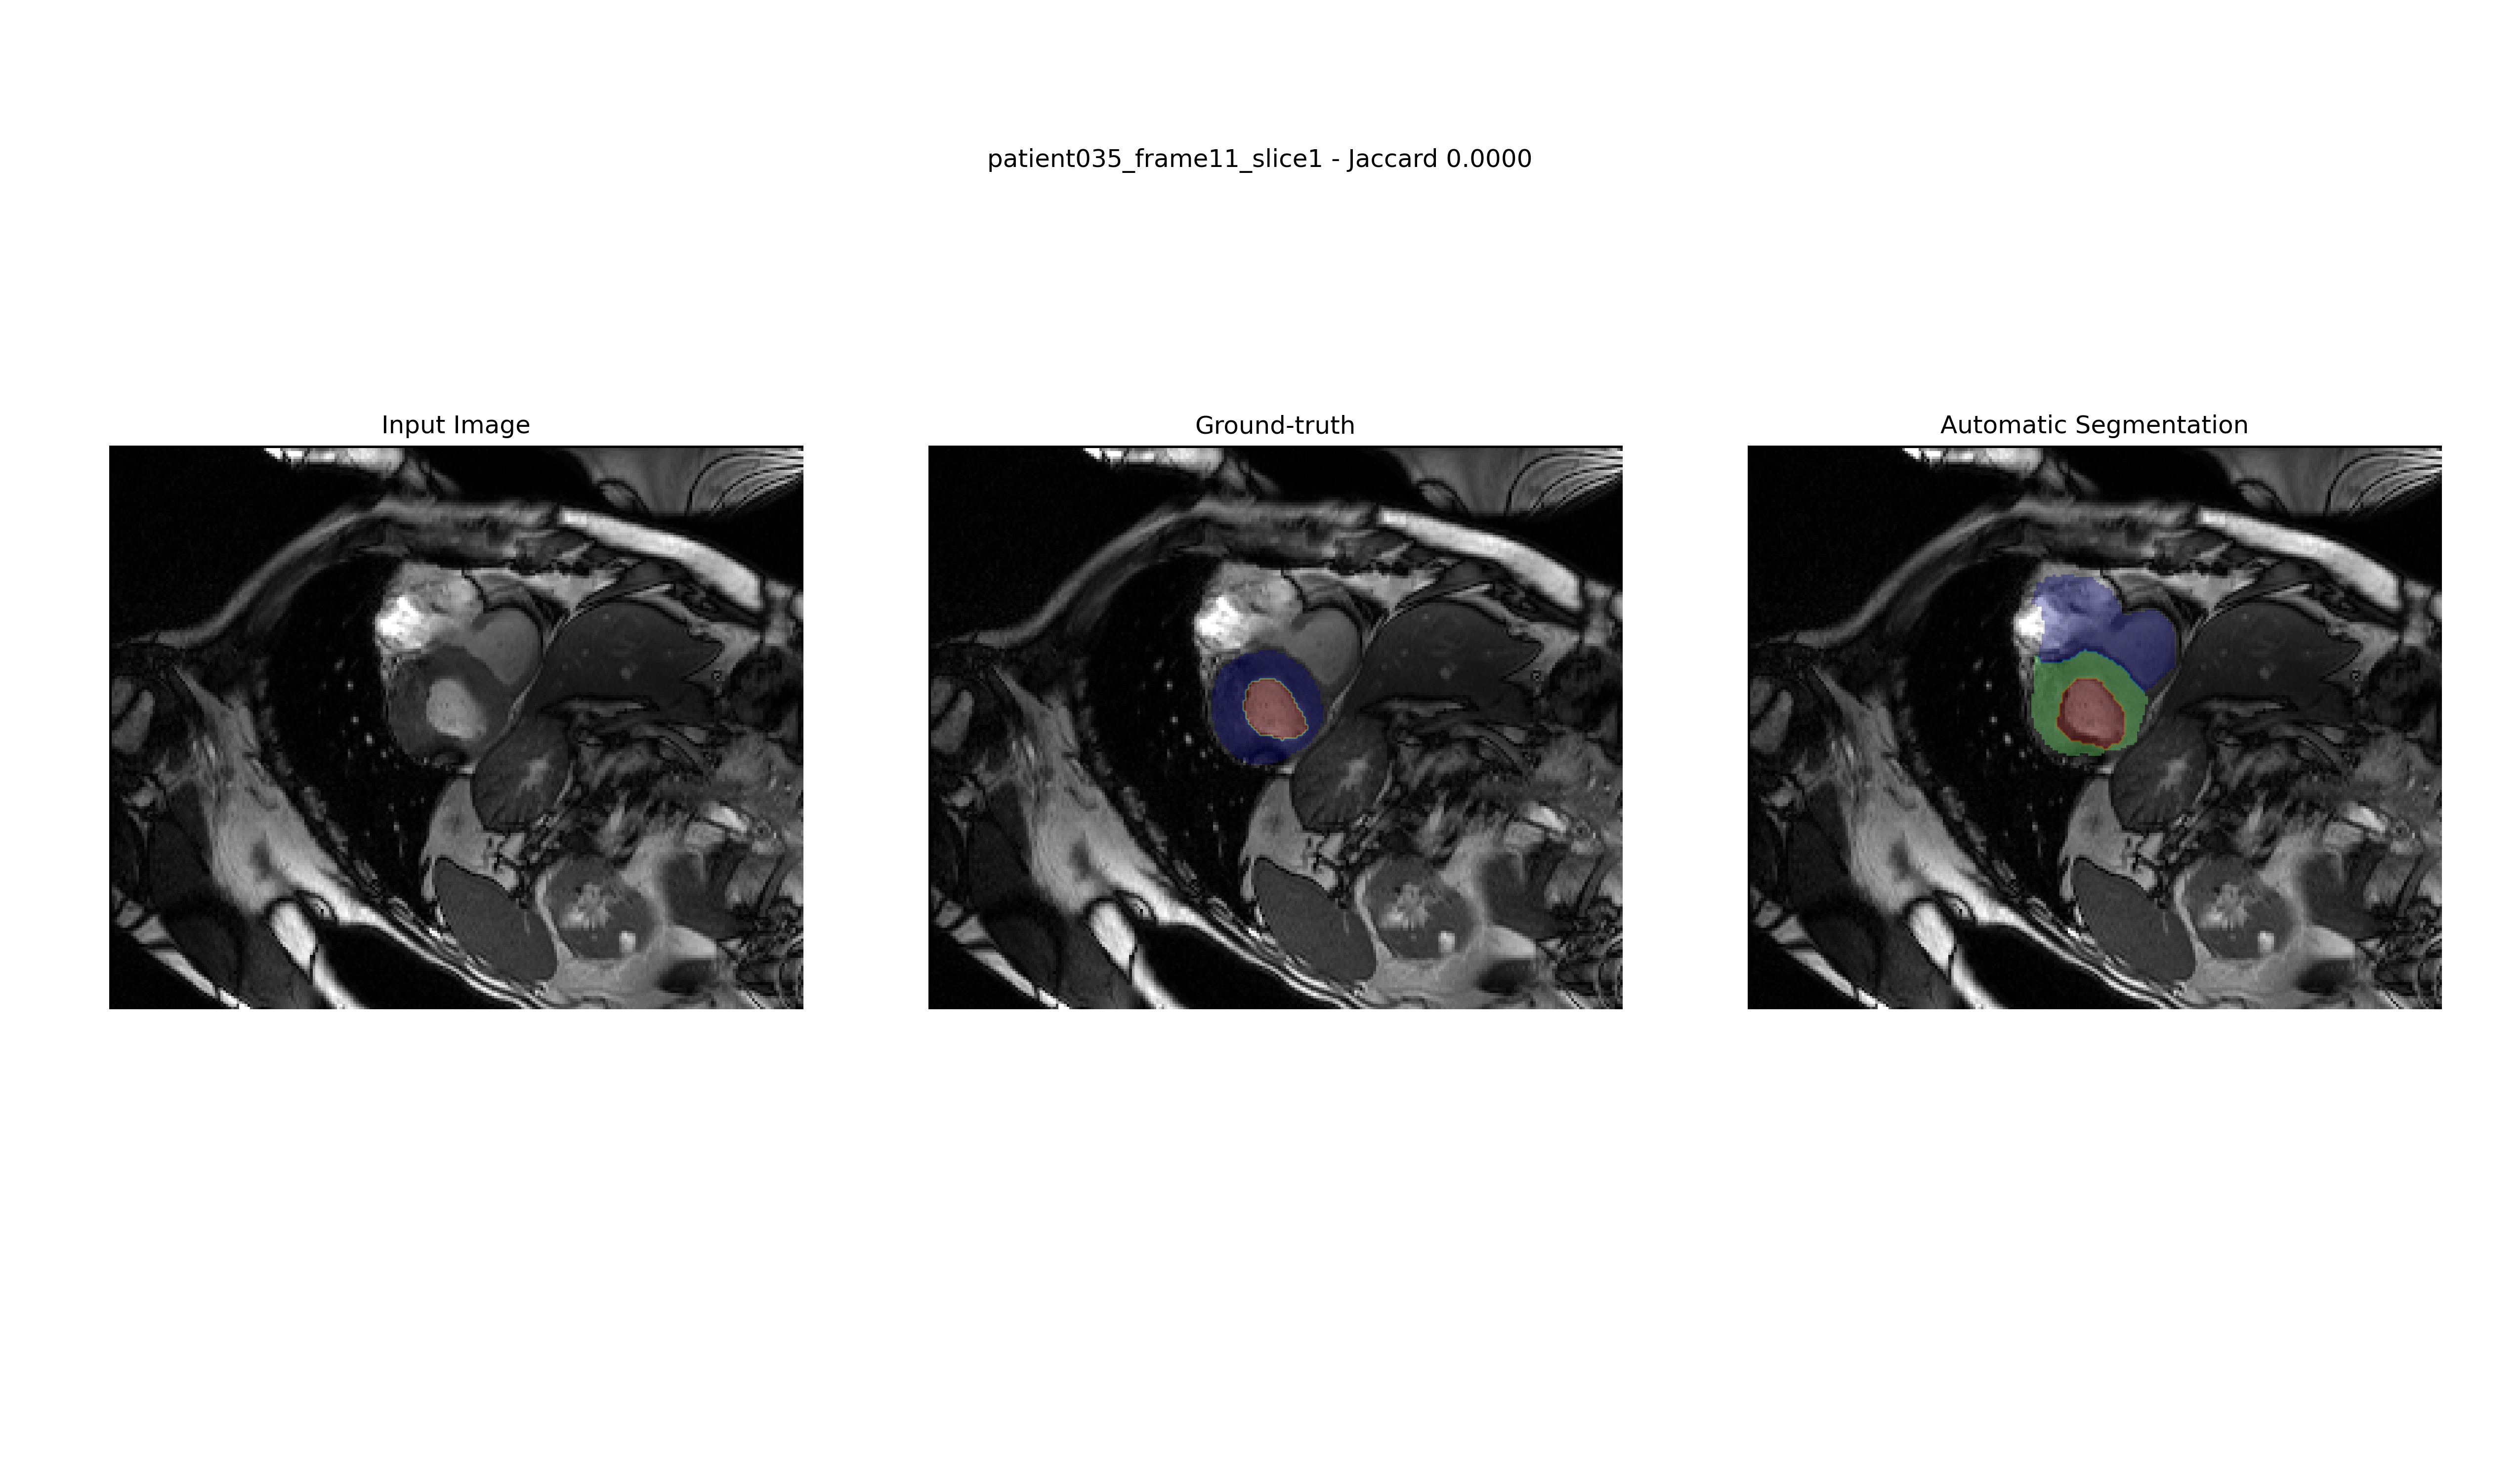 patient035_frame11_slice1 - Jaccard 0.0000
Input Image
Ground-truth
Automatic Segmentation